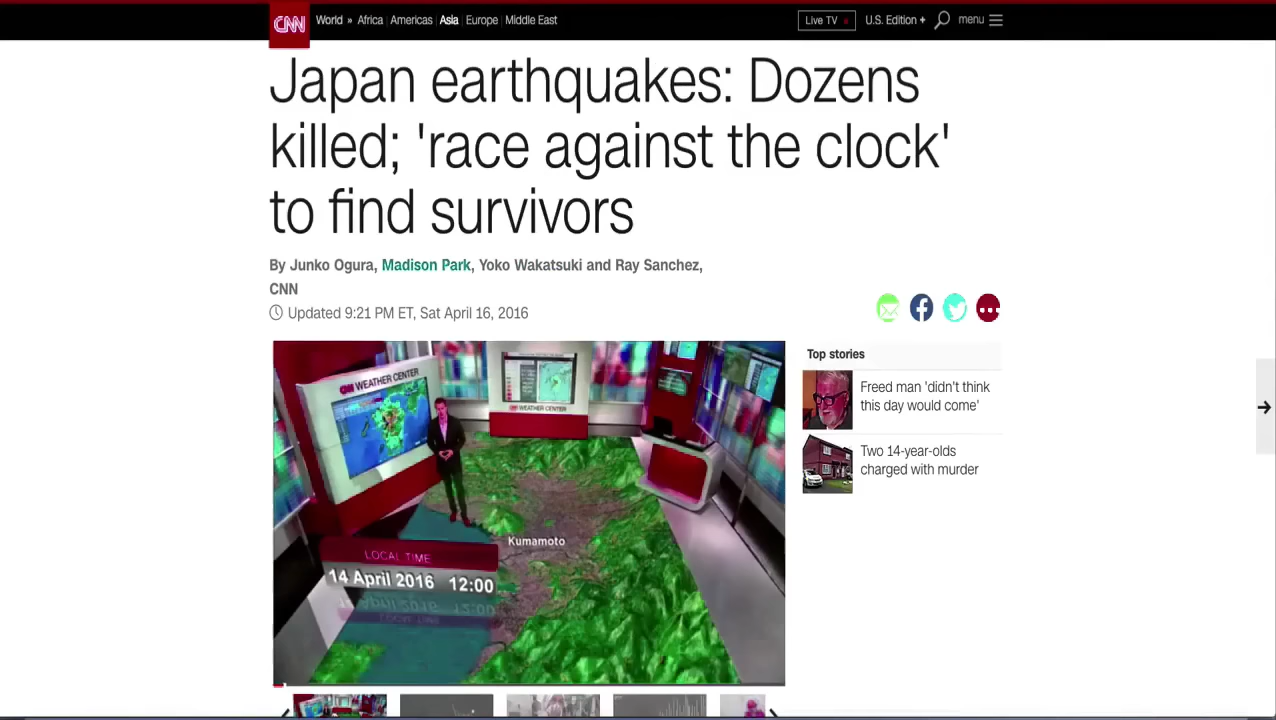 CNN World » Africa Americas Asia Europe Middle East Live TV U.S. Edition + menu
Japan earthquakes: Dozens
killed; 'race against the clock'
to find survivors
By Junko Ogura, Madison Park, Yoko Wakatsuki and Ray Sanchez,
CNN
Updated 9:21 PM ET, Sat April 16, 2016
Top stories
Freed man 'didn't think
this day would come'
Two 14-year-olds
charged with murder
CNN WEATHER CENTER
CNN WEATHER CENTER
Kumamoto
LOCAL TIME
14 April 2016 12:00